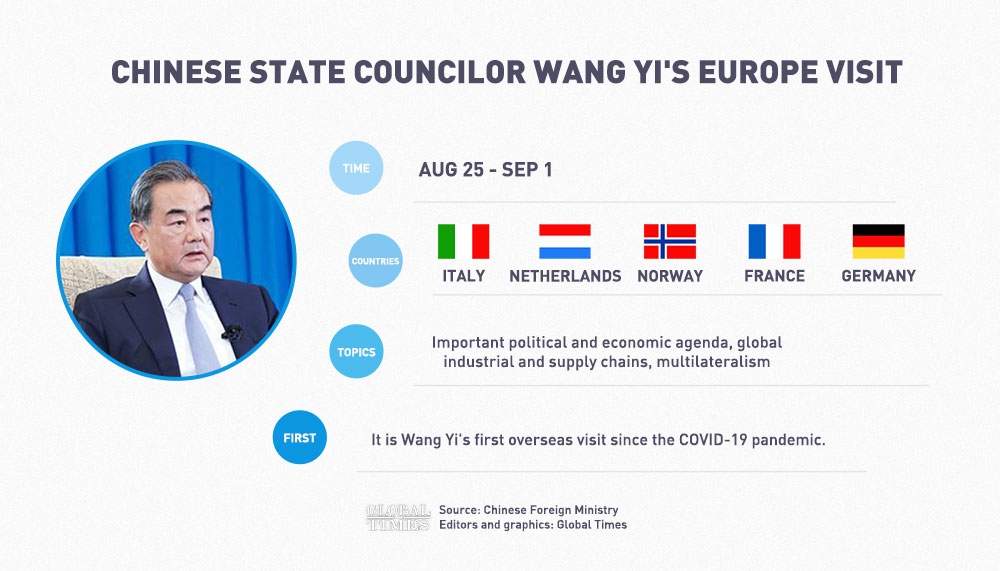 CHINESE STATE COUNCILOR WANG YI'S EUROPE VISIT
TIME
AUG 25 - SEP 1
COUNTRIES
ITALY
NETHERLANDS
NORWAY
FRANCE
GERMANY
TOPICS
Important political and economic agenda, global
industrial and supply chains, multilateralism
FIRST
It is Wang Yi's first overseas visit since the COVID-19 pandemic.
GLOBAL
TIMES
Source: Chinese Foreign Ministry
Editors and graphics: Global Times